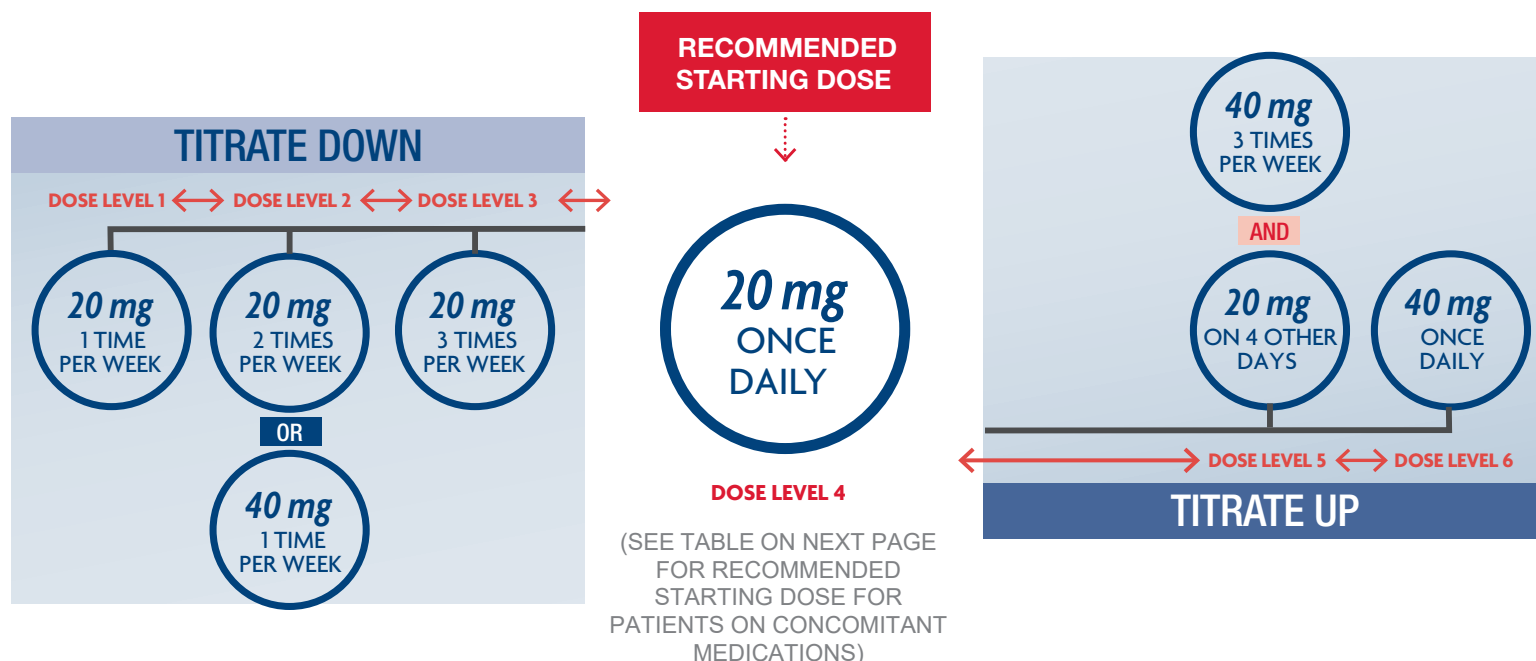 RECOMMENDED
STARTING DOSE
TITRATE DOWN
DOSE LEVEL 1
DOSE LEVEL 2
DOSE LEVEL 3
20 mg
1 TIME
PER WEEK
20 mg
2 TIMES
PER WEEK
OR
40 mg
1 TIME
PER WEEK
20 mg
3 TIMES
PER WEEK
20 mg
ONCE
DAILY
DOSE LEVEL 4
(SEE TABLE ON NEXT PAGE
FOR RECOMMENDED
STARTING DOSE FOR
PATIENTS ON CONCOMITANT
MEDICATIONS)
40 mg
3 TIMES
PER WEEK
AND
20 mg
ON 4 OTHER
DAYS
40 mg
ONCE
DAILY
DOSE LEVEL 5
DOSE LEVEL 6
TITRATE UP